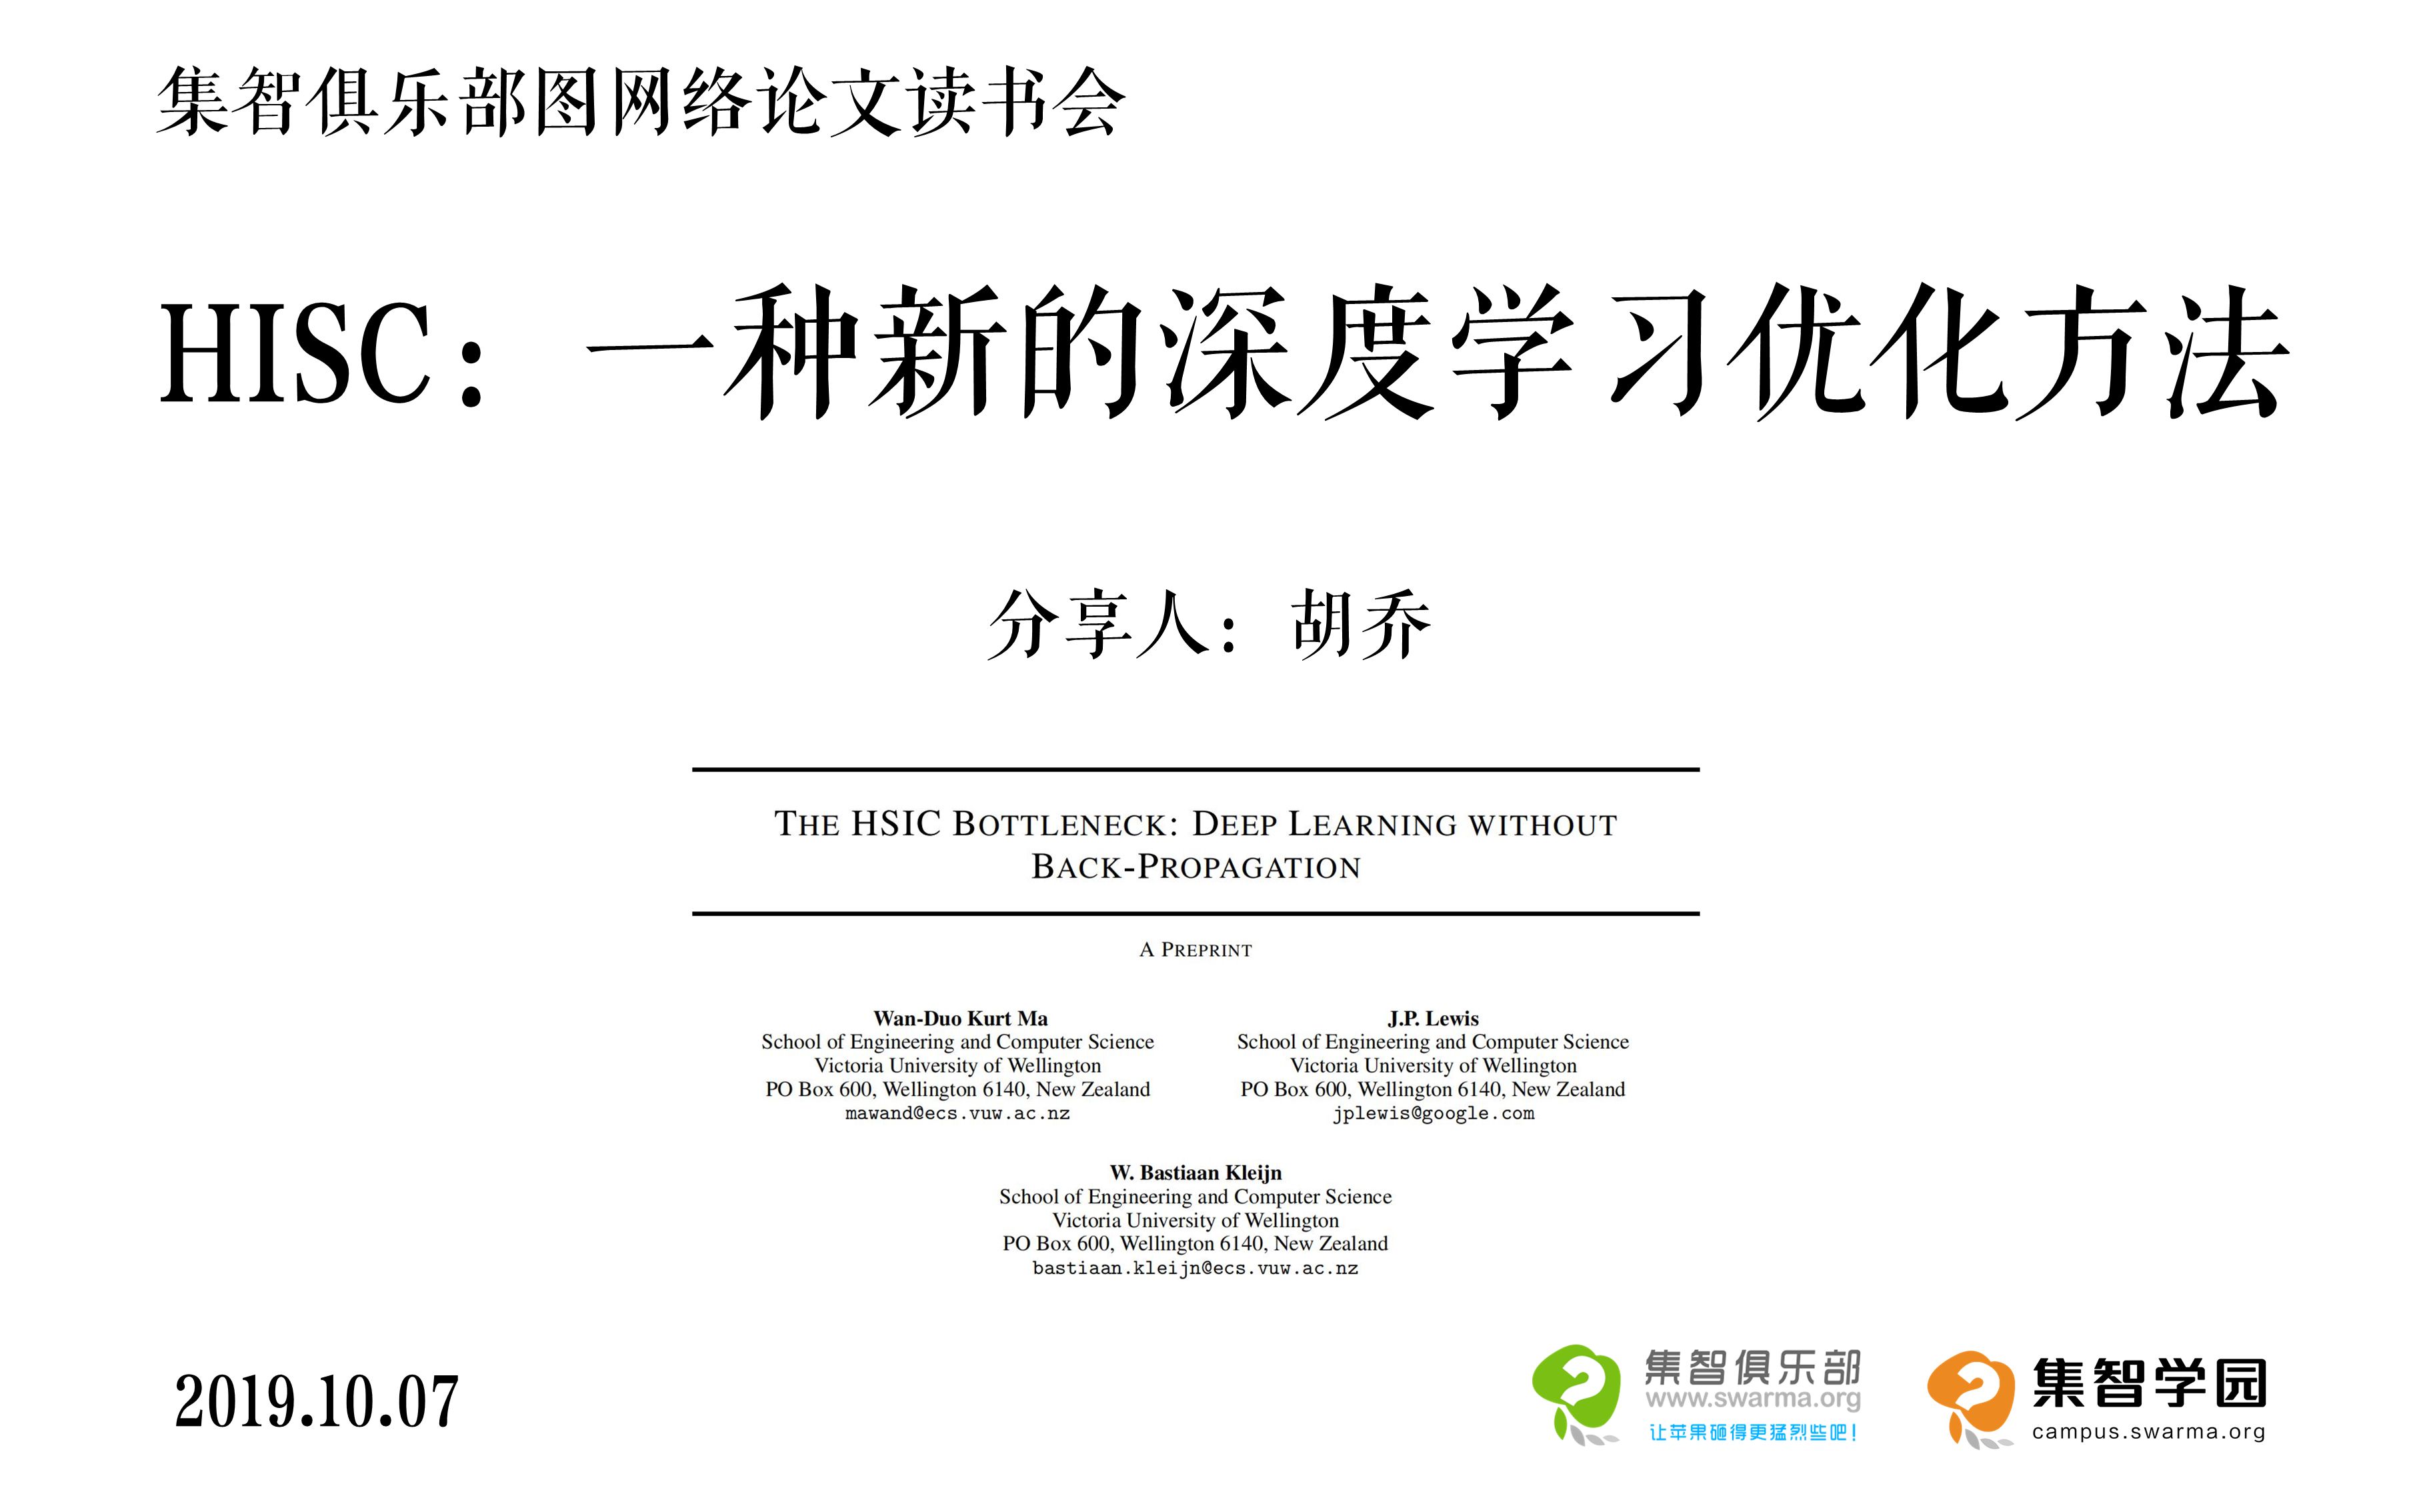 集智俱乐部图网络论文读书会
HISC：一种新的深度学习优化方法
分享人：胡乔
THE HSIC BOTTLENECK: DEEP LEARNING WITHOUT
BACK-PROPAGATION
A PREPRINT
Wan-Duo Kurt Ma
School of Engineering and Computer Science
Victoria University of Wellington
PO Box 600, Wellington 6140, New Zealand
mawand@ecs.vuw.ac.nz
J.P. Lewis
School of Engineering and Computer Science
Victoria University of Wellington
PO Box 600, Wellington 6140, New Zealand
jplewis@google.com
W. Bastiaan Kleijn
School of Engineering and Computer Science
Victoria University of Wellington
PO Box 600, Wellington 6140, New Zealand
bastiaan.kleijn@ecs.vuw.ac.nz
2019.10.07
集智俱乐部
www.swarma.org
让苹果砸得更猛烈些吧！
集智学园
campus.swarma.org